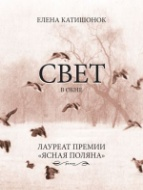 ЕЛЕНА КАТИШОНОК
СВЕТ
В ОКНЕ
ЛАУРЕАТ ПРЕМИИ
«ЯСНАЯ ПОЛЯНА»